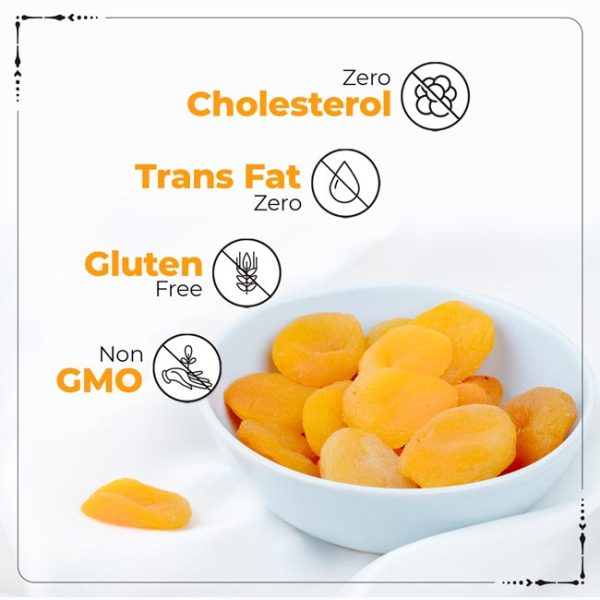 Zero
Cholesterol
Trans Fat
Zero
Gluten
Free
Non
GMO